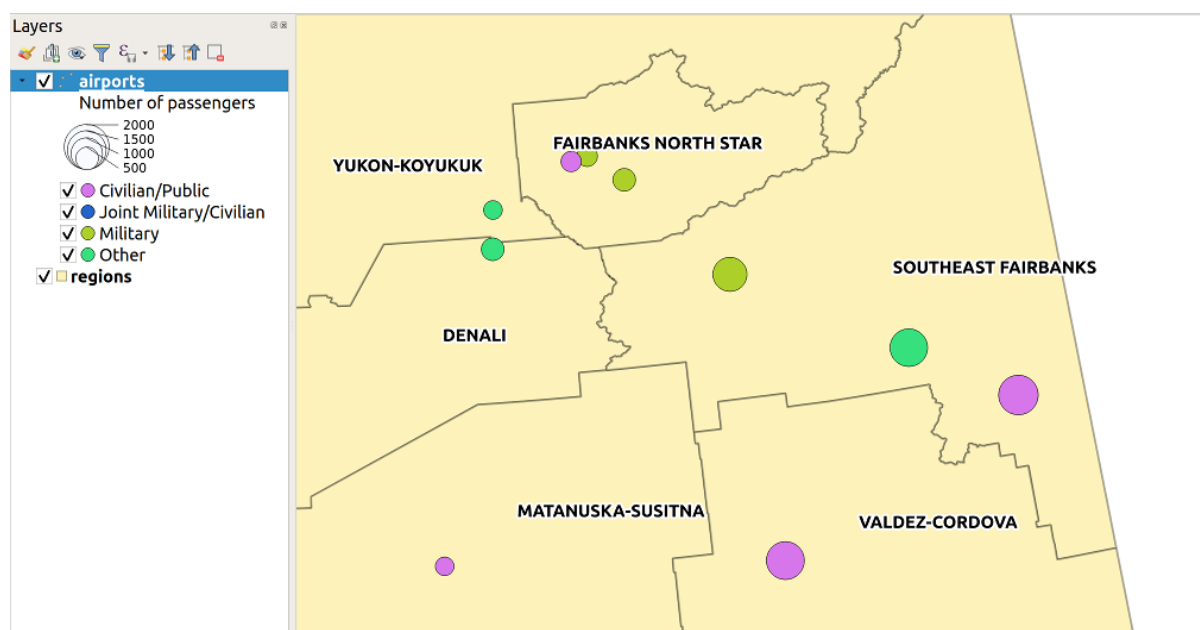 Layers
airports
Number of passengers
2000
1500
1000
500
Civilian/Public
Joint Military/Civilian
Military
Other
regions
FAIRBANKS NORTH STAR
YUKON-KOYUKUK
SOUTHEAST FAIRBANKS
DENALI
MATANUSKA-SUSITNA
VALDEZ-CORDOVA